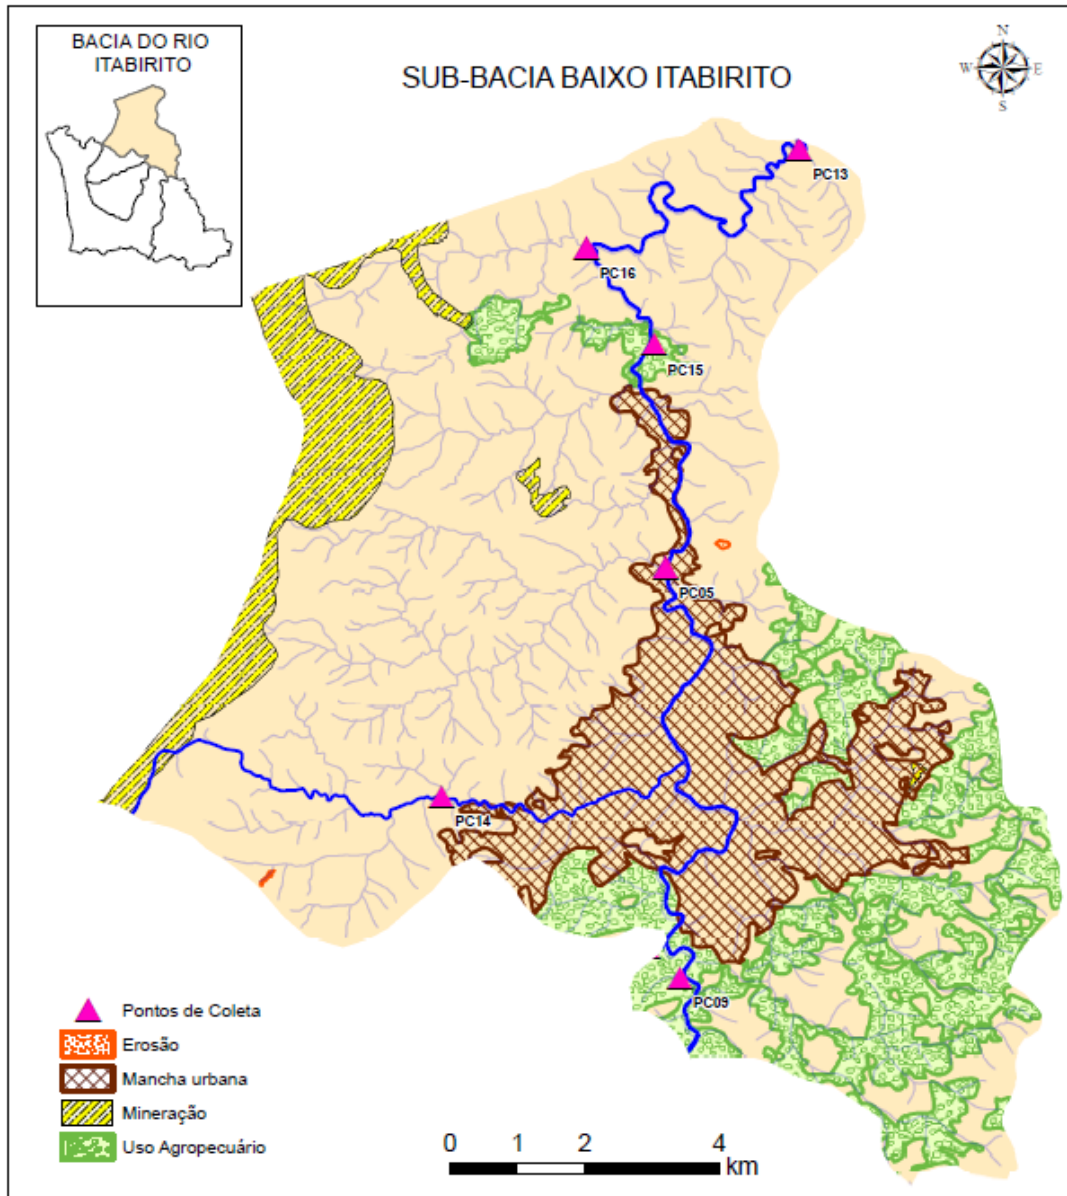 BACIA DO RIO
ITABIRITO
SUB-BACIA BAIXO ITABIRITO
N
W E
S
PC13
PC16
PC15
PC05
PC14
PC09
Pontos de Coleta
Erosão
Mancha urbana
Mineração
Uso Agropecuário
0 1 2 4
km